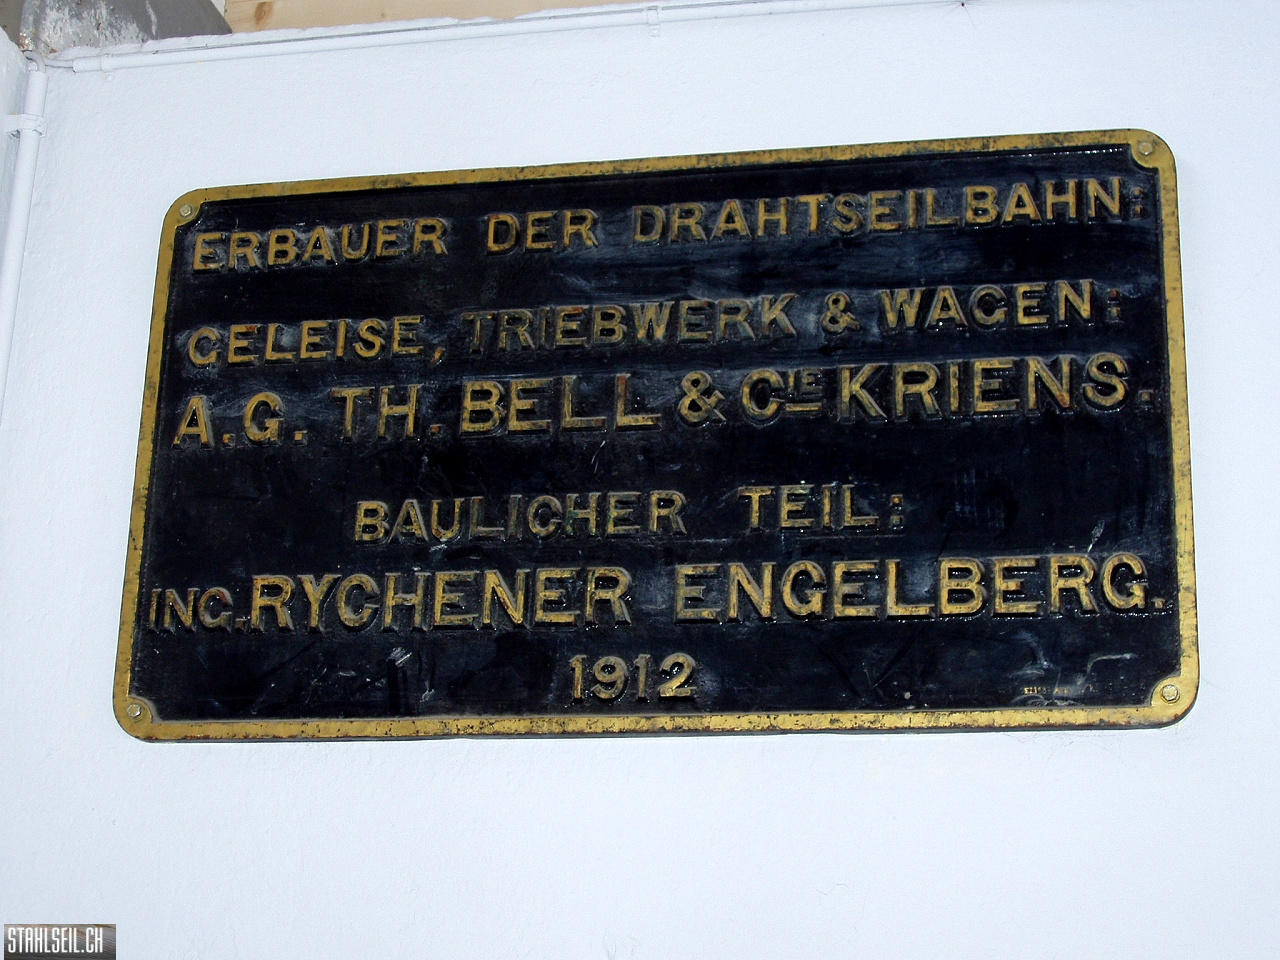 ERBAUER DER DRAHTSEILBAHN:
GELEISE, TRIEBWERK & WAGEN:
A.G. TH. BELL & CIE KRIENS.
BAULICHER TEIL:
ING. RYCHENER ENGELBERG.
1912
STAHLSEIL.CH